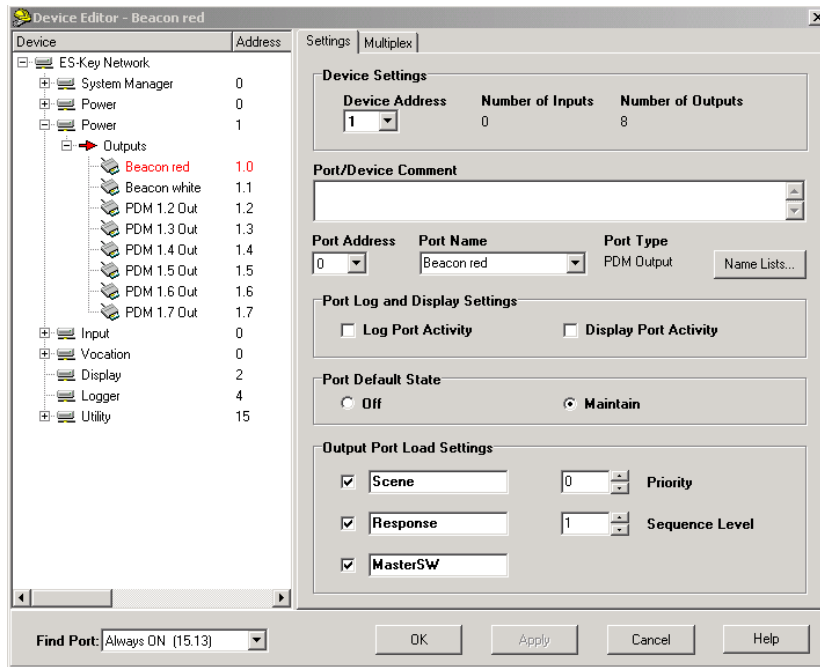 Device Editor - Beacon red
Device Address
ES-Key Network
System Manager 0
Power 0
Power 1
Outputs
Beacon red 1.0
Beacon white 1.1
PDM 1.2 Out 1.2
PDM 1.3 Out 1.3
PDM 1.4 Out 1.4
PDM 1.5 Out 1.5
PDM 1.6 Out 1.6
PDM 1.7 Out 1.7
Input 0
Vocation 0
Display 2
Logger 4
Utility 15
Settings Multiplex
Device Settings
Device Address Number of Inputs Number of Outputs
1 0 8
Port/Device Comment
Port Address Port Name Port Type
0 Beacon red PDM Output Name Lists...
Port Log and Display Settings
Log Port Activity Display Port Activity
Port Default State
Off Maintain
Output Port Load Settings
Scene 0 Priority
Response 1 Sequence Level
MasterSW
Find Port: Always ON (15.13) OK Apply Cancel Help